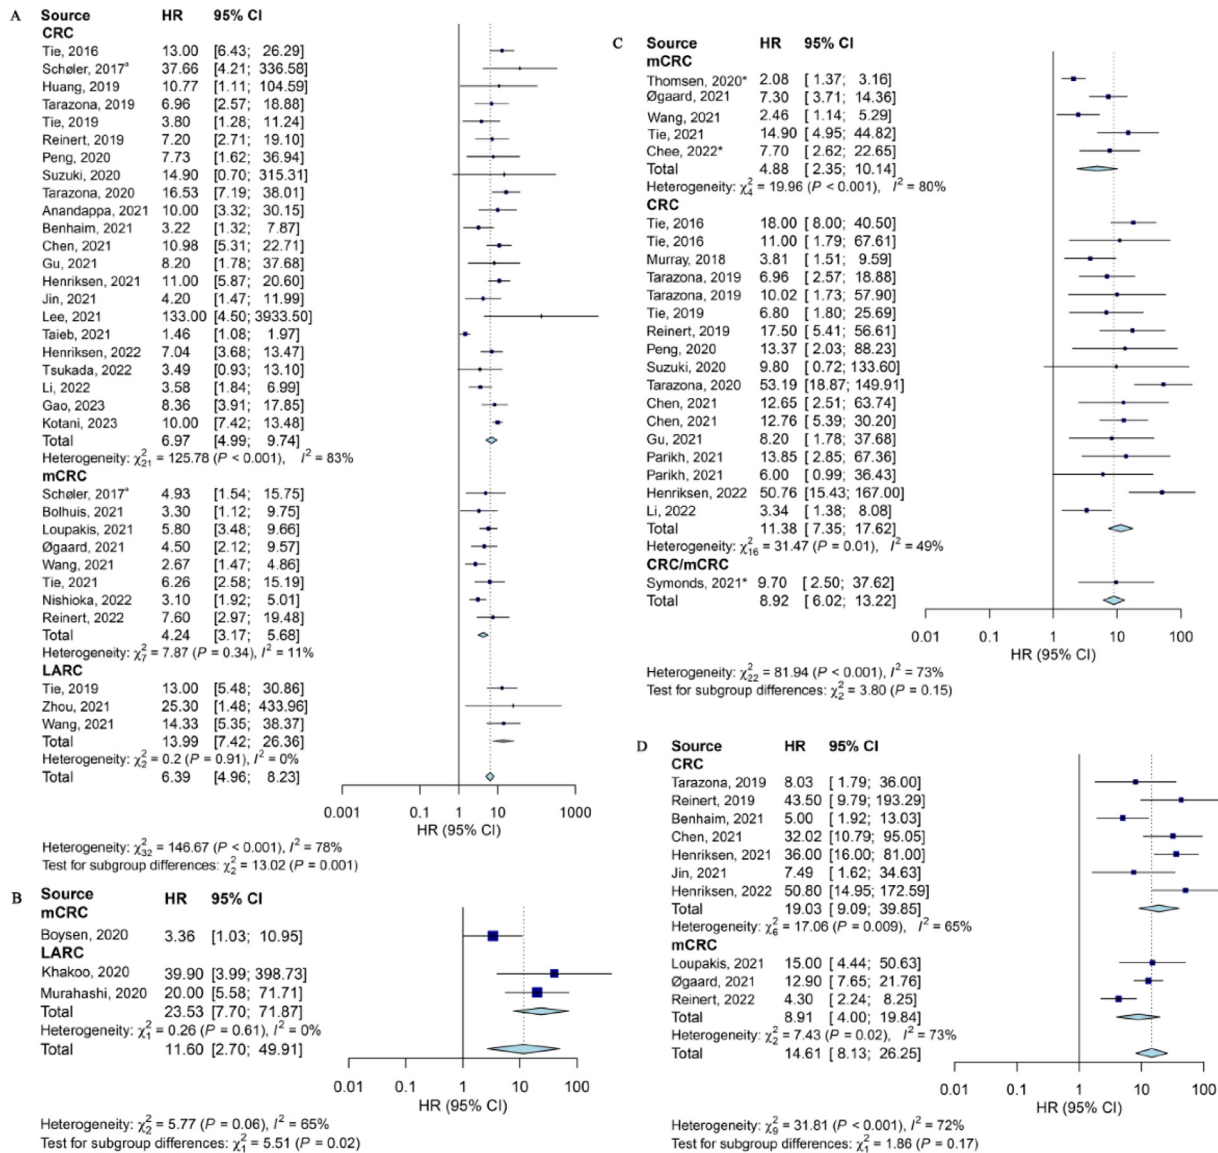 A Source HR 95% CI
CRC
Tie, 2016 13.00 [6.43; 26.29]
Schøler, 2017ª 37.66 [4.21; 336.58]
Huang, 2019 10.77 [1.11; 104.59]
Tarazona, 2019 6.96 [2.57; 18.88]
Tie, 2019 3.80 [1.28; 11.24]
Reinert, 2019 7.20 [2.71; 19.10]
Peng, 2020 7.73 [1.62; 36.94]
Suzuki, 2020 14.90 [0.70; 315.31]
Tarazona, 2020 16.53 [7.19; 38.01]
Anandappa, 2021 10.00 [3.32; 30.15]
Benhaim, 2021 3.22 [1.32; 7.87]
Chen, 2021 10.98 [5.31; 22.71]
Gu, 2021 8.20 [1.78; 37.68]
Henriksen, 2021 11.00 [5.87; 20.60]
Jin, 2021 4.20 [1.47; 11.99]
Lee, 2021 133.00 [4.50; 3933.50]
Taieb, 2021 1.46 [1.08; 1.97]
Henriksen, 2022 7.04 [3.68; 13.47]
Tsukada, 2022 3.49 [0.93; 13.10]
Li, 2022 3.58 [1.84; 6.99]
Gao, 2023 8.36 [3.91; 17.85]
Kotani, 2023 10.00 [7.42; 13.48]
Total 6.97 [4.99; 9.74]
Heterogeneity: χ²₂₁ = 125.78 (P < 0.001), I² = 83%
mCRC
Schøler, 2017ª 4.93 [1.54; 15.75]
Bolhuis, 2021 3.30 [1.12; 9.75]
Loupakis, 2021 5.80 [3.48; 9.66]
Øgaard, 2021 4.50 [2.12; 9.57]
Wang, 2021 2.67 [1.47; 4.86]
Tie, 2021 6.26 [2.58; 15.19]
Nishioka, 2022 3.10 [1.92; 5.01]
Reinert, 2022 7.60 [2.97; 19.48]
Total 4.24 [3.17; 5.68]
Heterogeneity: χ²₇ = 7.87 (P = 0.34), I² = 11%
LARC
Tie, 2019 13.00 [5.48; 30.86]
Zhou, 2021 25.30 [1.48; 433.96]
Wang, 2021 14.33 [5.35; 38.37]
Total 13.99 [7.42; 26.36]
Heterogeneity: χ²₂ = 0.2 (P = 0.91), I² = 0%
Total 6.39 [4.96; 8.23]
0.001 0.1 1 10 1000
HR (95% CI)
Heterogeneity: χ²₃₂ = 146.67 (P < 0.001), I² = 78%
Test for subgroup differences: χ²₂ = 13.02 (P = 0.001)
B Source HR 95% CI
mCRC
Boysen, 2020 3.36 [1.03; 10.95]
LARC
Khakoo, 2020 39.90 [3.99; 398.73]
Murahashi, 2020 20.00 [5.58; 71.71]
Total 23.53 [7.70; 71.87]
Heterogeneity: χ²₁ = 0.26 (P = 0.61), I² = 0%
Total 11.60 [2.70; 49.91]
0.01 0.1 1 10 100
HR (95% CI)
Heterogeneity: χ²₂ = 5.77 (P = 0.06), I² = 65%
Test for subgroup differences: χ²₁ = 5.51 (P = 0.02)
C Source HR 95% CI
mCRC
Thomsen, 2020* 2.08 [1.37; 3.16]
Øgaard, 2021 7.30 [3.71; 14.36]
Wang, 2021 2.46 [1.14; 5.29]
Tie, 2021 14.90 [4.95; 44.82]
Chee, 2022* 7.70 [2.62; 22.65]
Total 4.88 [2.35; 10.14]
Heterogeneity: χ²₄ = 19.96 (P < 0.001), I² = 80%
CRC
Tie, 2016 18.00 [8.00; 40.50]
Tie, 2016 11.00 [1.79; 67.61]
Murray, 2018 3.81 [1.51; 9.59]
Tarazona, 2019 6.96 [2.57; 18.88]
Tarazona, 2019 10.02 [1.73; 57.90]
Tie, 2019 6.80 [1.80; 25.69]
Reinert, 2019 17.50 [5.41; 56.61]
Peng, 2020 13.37 [2.03; 88.23]
Suzuki, 2020 9.80 [0.72; 133.60]
Tarazona, 2020 53.19 [18.87; 149.91]
Chen, 2021 12.65 [2.51; 63.74]
Chen, 2021 12.76 [5.39; 30.20]
Gu, 2021 8.20 [1.78; 37.68]
Parikh, 2021 13.85 [2.85; 67.36]
Parikh, 2021 6.00 [0.99; 36.43]
Henriksen, 2022 50.76 [15.43; 167.00]
Li, 2022 3.34 [1.38; 8.08]
Total 11.38 [7.35; 17.62]
Heterogeneity: χ²₁₆ = 31.47 (P = 0.01), I² = 49%
CRC/mCRC
Symonds, 2021* 9.70 [2.50; 37.62]
Total 8.92 [6.02; 13.22]
0.01 0.1 1 10 100
HR (95% CI)
Heterogeneity: χ²₂₂ = 81.94 (P < 0.001), I² = 73%
Test for subgroup differences: χ²₂ = 3.80 (P = 0.15)
D Source HR 95% CI
CRC
Tarazona, 2019 8.03 [1.79; 36.00]
Reinert, 2019 43.50 [9.79; 193.29]
Benhaim, 2021 5.00 [1.92; 13.03]
Chen, 2021 32.02 [10.79; 95.05]
Henriksen, 2021 36.00 [16.00; 81.00]
Jin, 2021 7.49 [1.62; 34.63]
Henriksen, 2022 50.80 [14.95; 172.59]
Total 19.03 [9.09; 39.85]
Heterogeneity: χ²₆ = 17.06 (P = 0.009), I² = 65%
mCRC
Loupakis, 2021 15.00 [4.44; 50.63]
Øgaard, 2021 12.90 [7.65; 21.76]
Reinert, 2022 4.30 [2.24; 8.25]
Total 8.91 [4.00; 19.84]
Heterogeneity: χ²₂ = 7.43 (P = 0.02), I² = 73%
Total 14.61 [8.13; 26.25]
0.01 0.1 1 10 100
HR (95% CI)
Heterogeneity: χ²₉ = 31.81 (P < 0.001), I² = 72%
Test for subgroup differences: χ²₁ = 1.86 (P = 0.17)